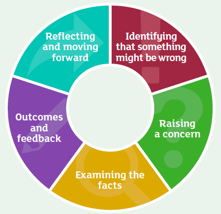 Identifying
that something
might be wrong
Raising
a concern
Examining the
facts
Outcomes
and
feedback
Reflecting
and moving
forward